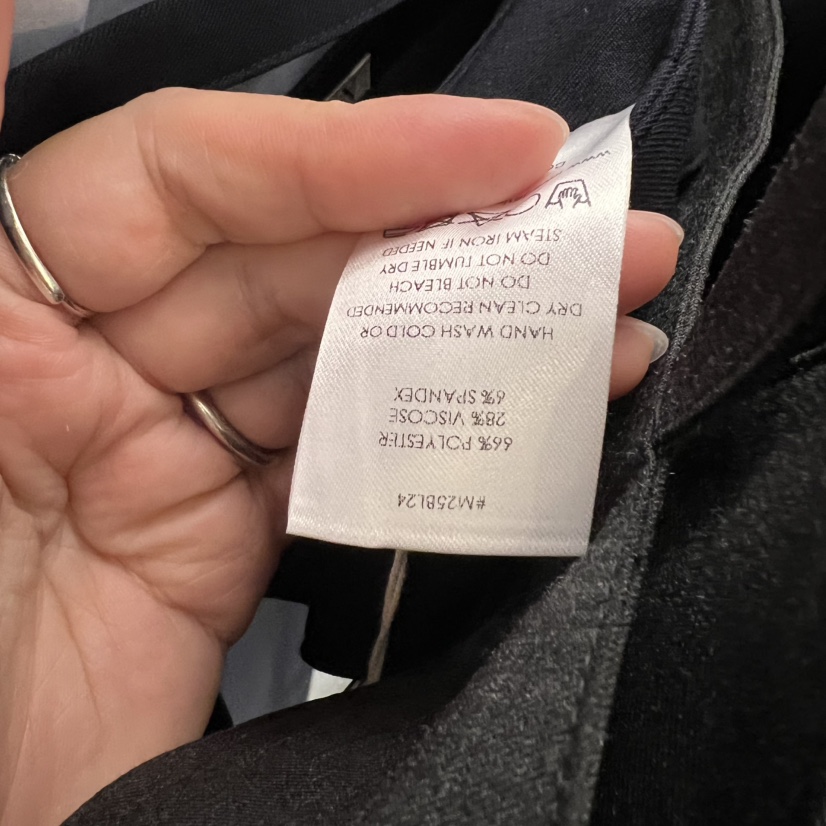 #M25BL24
66% POLYESTER
28% VISCOSE
6% SPANDEX
HAND WASH COLD OR
DRY CLEAN RECOMMENDED
DO NOT BLEACH
DO NOT TUMBLE DRY
STEAM IRON IF NEEDED